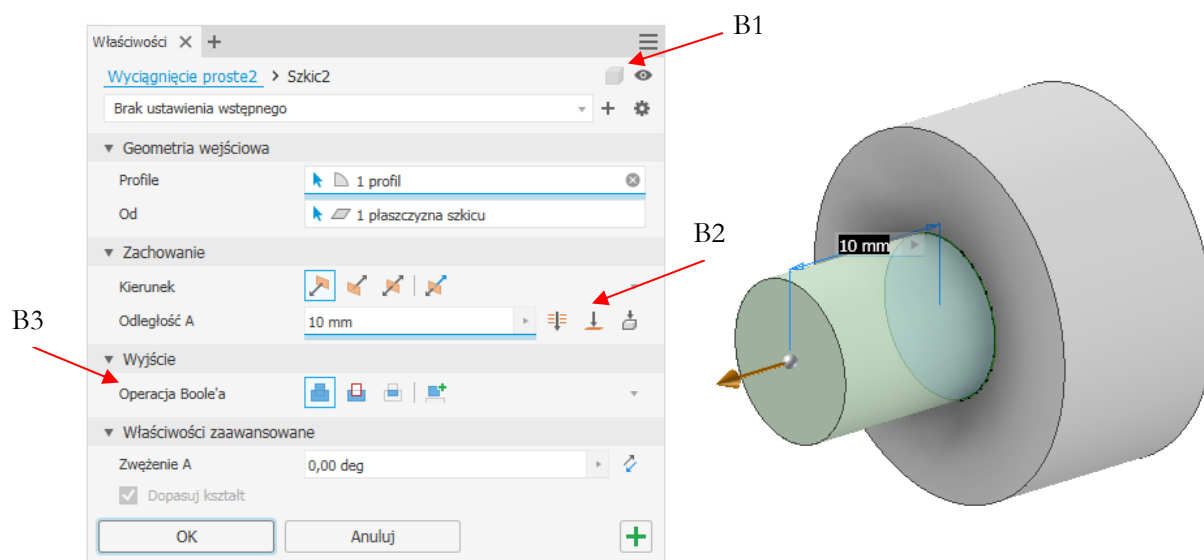 B1
Właściwości
Wyciągnięcie proste2 > Szkic2
Brak ustawienia wstępnego
Geometria wejściowa
Profile 1 profil
Od 1 płaszczyzna szkicu
Zachowanie
B2
Kierunek
Odległość A 10 mm
B3
Wyjście
Operacja Boole'a
Właściwości zaawansowane
Zwężenie A 0,00 deg
Dopasuj kształt
OK Anuluj
10 mm